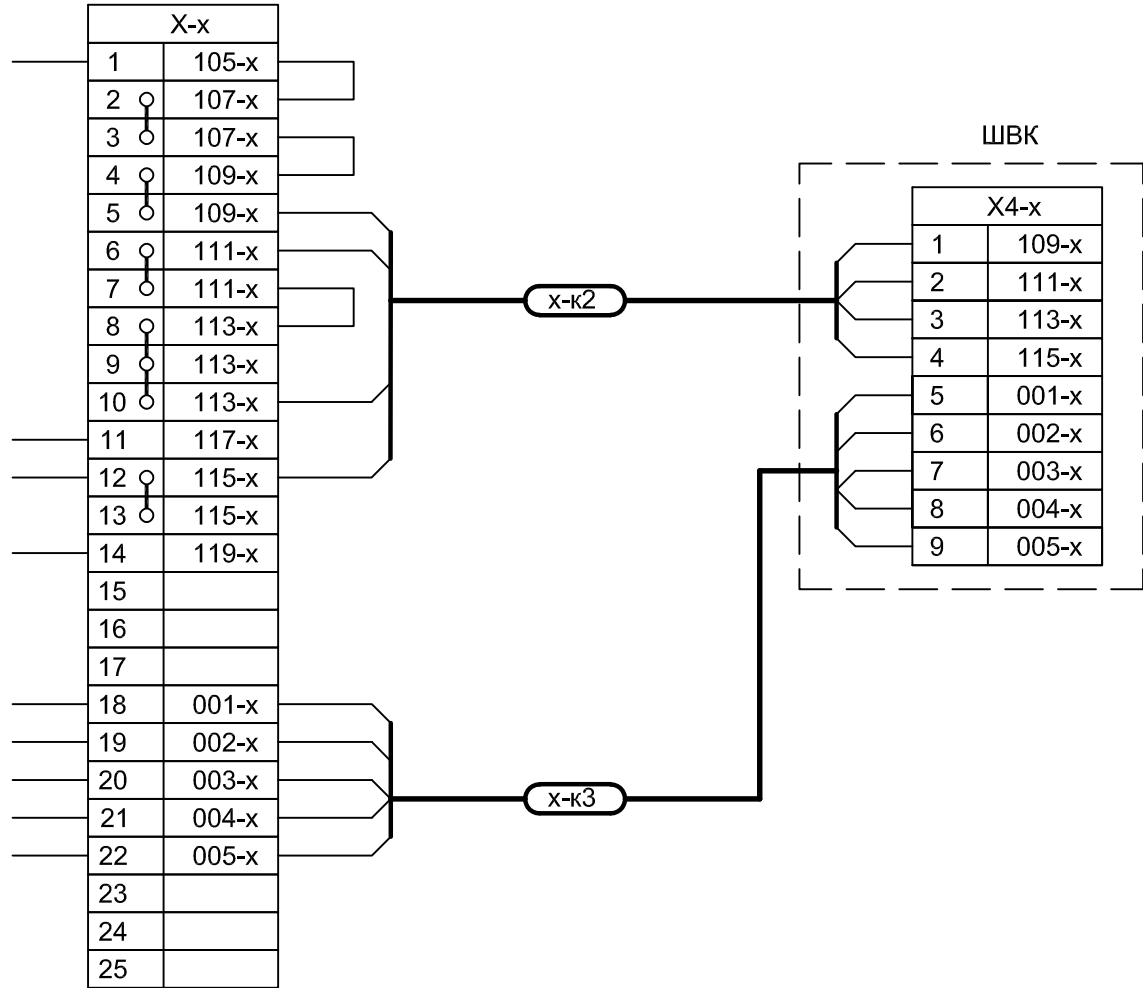 Х-х
1 105-х
2 107-х
3 107-х
4 109-х
5 109-х
6 111-х
7 111-х
8 113-х
9 113-х
10 113-х
11 117-х
12 115-х
13 115-х
14 119-х
15
16
17
18 001-х
19 002-х
20 003-х
21 004-х
22 005-х
23
24
25
х-к2
х-к3
ШВК
Х4-х
1 109-х
2 111-х
3 113-х
4 115-х
5 001-х
6 002-х
7 003-х
8 004-х
9 005-х